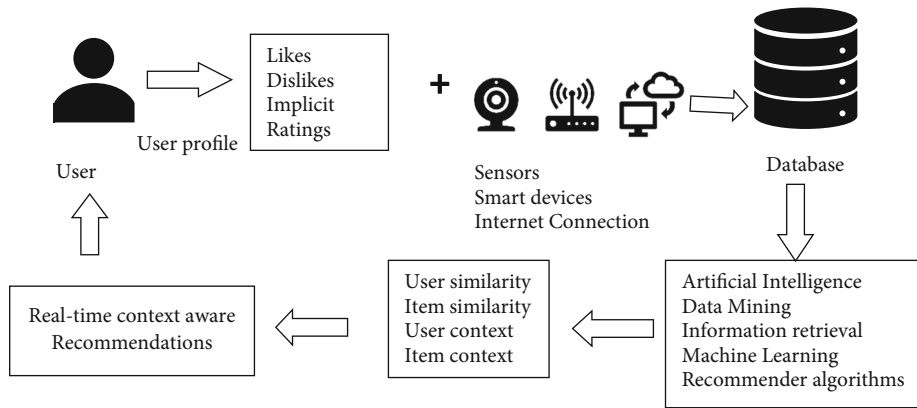 User
User profile
Likes
Dislikes
Implicit
Ratings
+
Sensors
Smart devices
Internet Connection
Database
Artificial Intelligence
Data Mining
Information retrieval
Machine Learning
Recommender algorithms
User similarity
Item similarity
User context
Item context
Real-time context aware
Recommendations